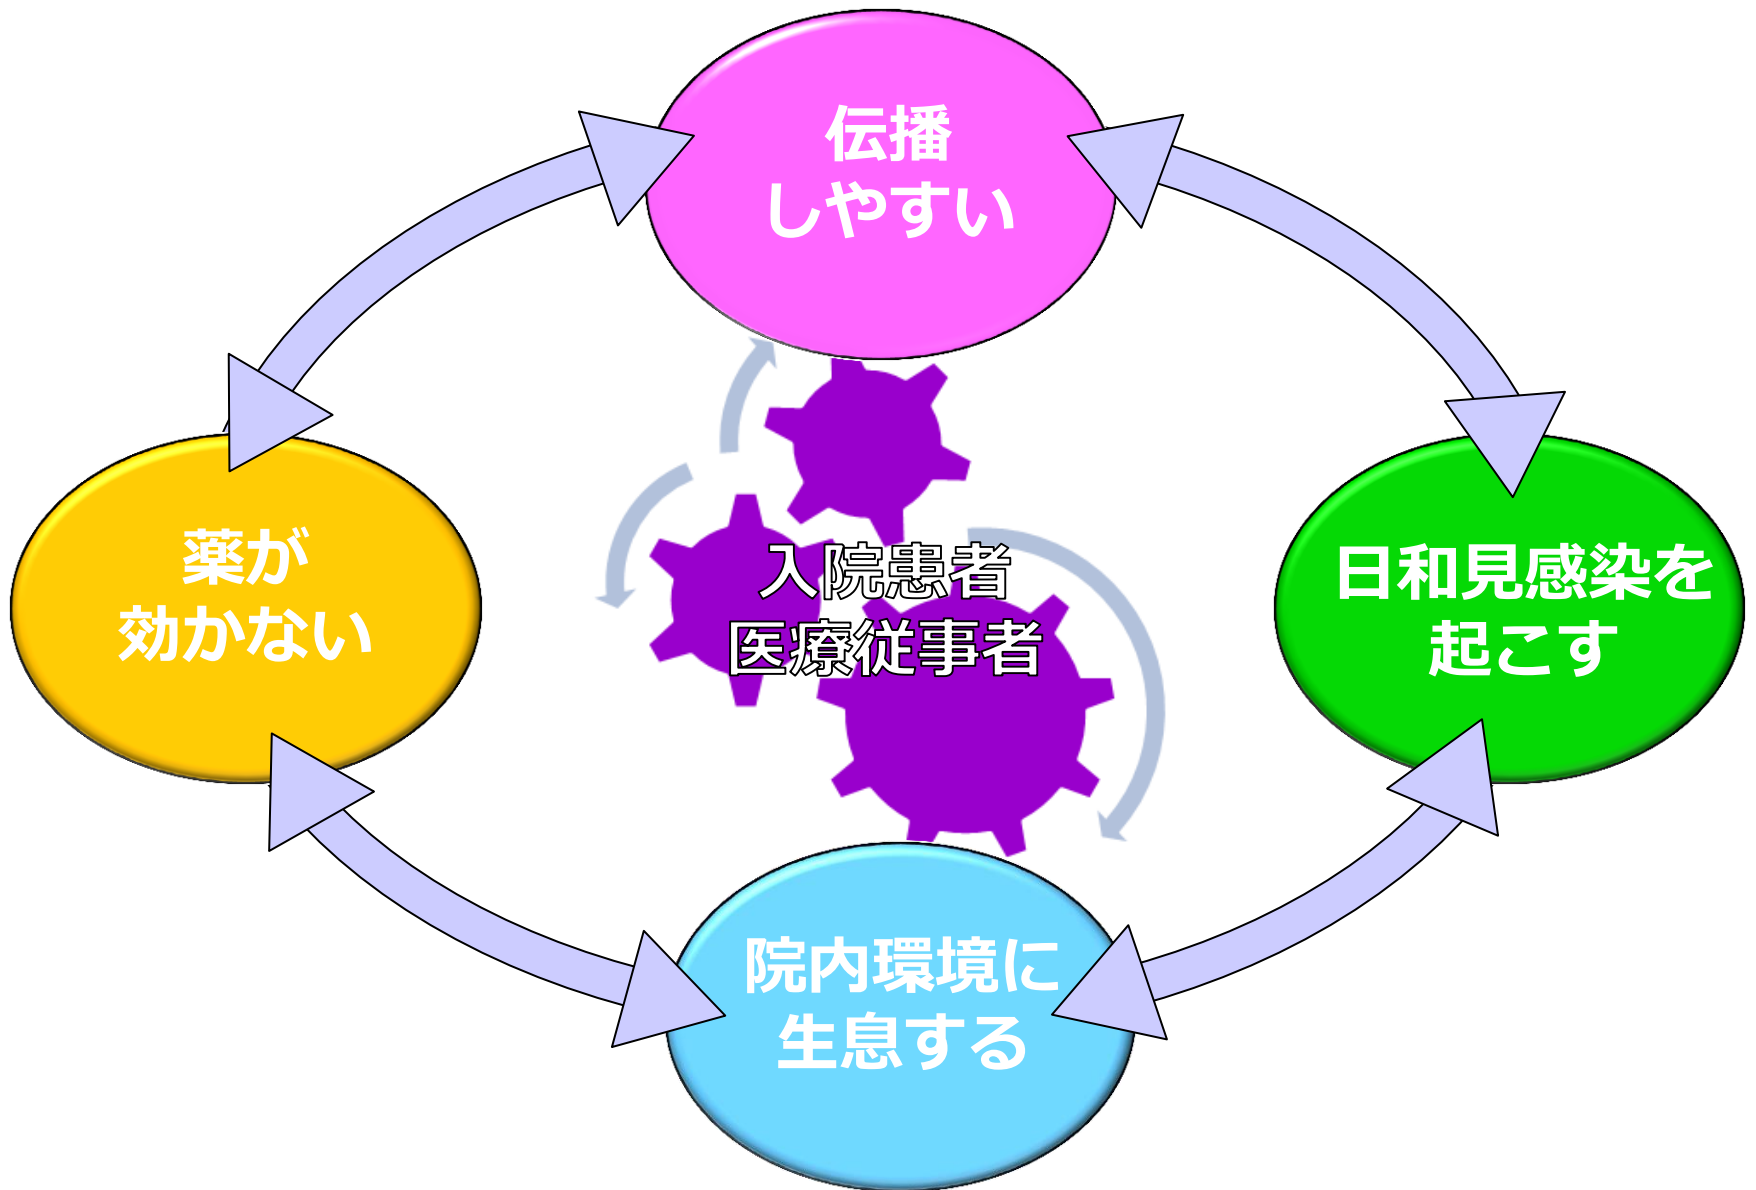 伝播
しやすい
薬が
効かない
入院患者
医療従事者
日和見感染を
起こす
院内環境に
生息する